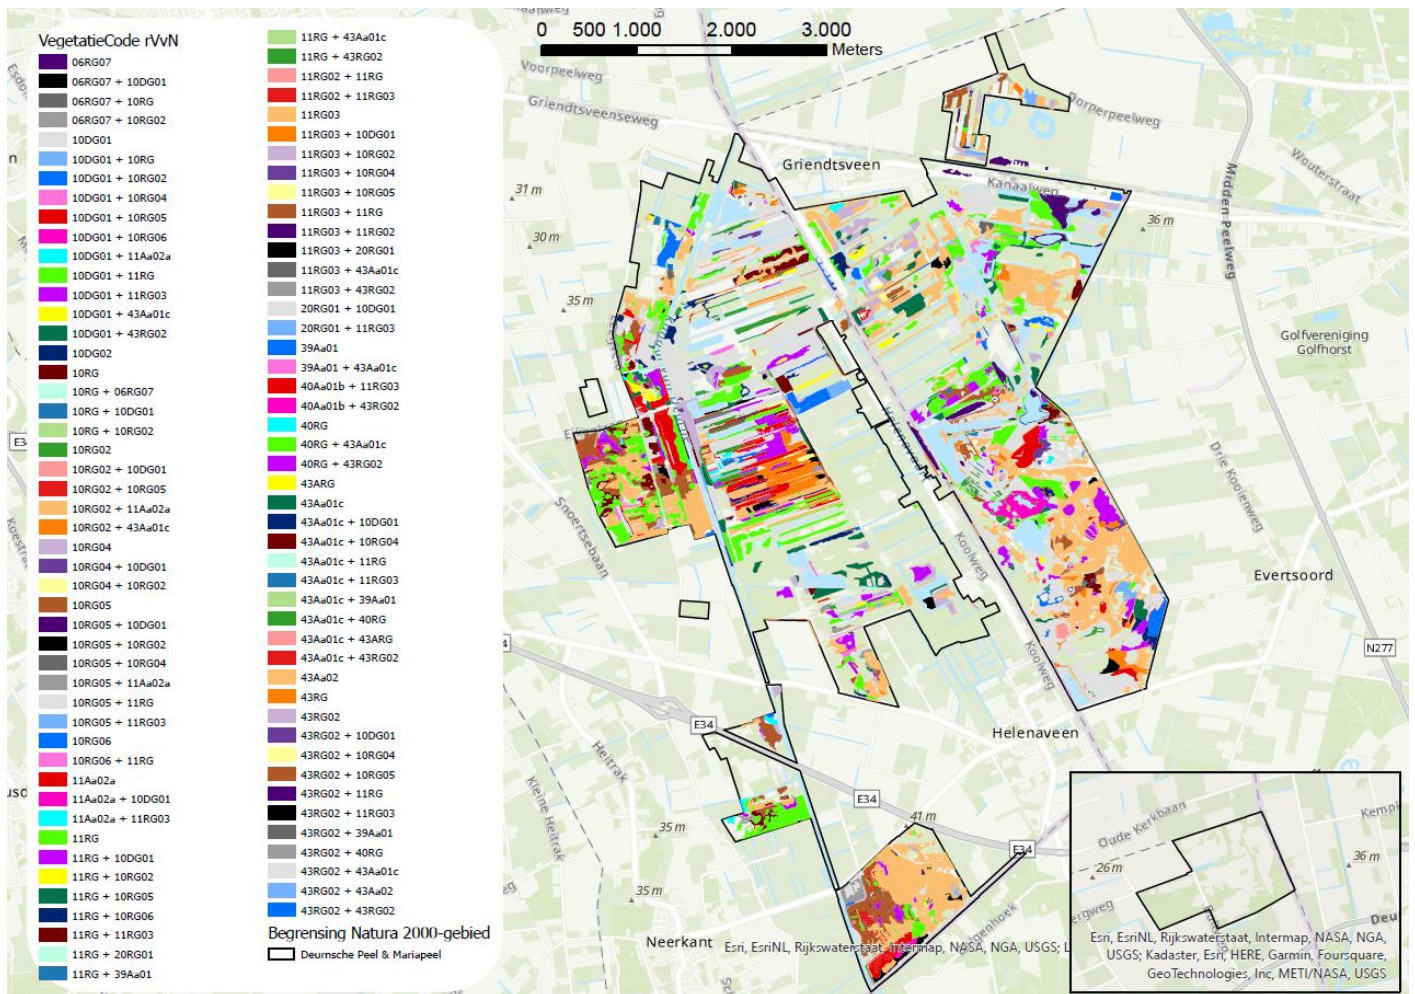 VegetatieCode rVvN
06RG07
06RG07 + 10DG01
06RG07 + 10RG
06RG07 + 10RG02
10DG01
10DG01 + 10RG
10DG01 + 10RG02
10DG01 + 10RG04
10DG01 + 10RG05
10DG01 + 10RG06
10DG01 + 11Aa02a
10DG01 + 11RG
10DG01 + 11RG03
10DG01 + 43Aa01c
10DG01 + 43RG02
10DG02
10RG
10RG + 06RG07
10RG + 10DG01
10RG + 10RG02
10RG02
10RG02 + 10DG01
10RG02 + 10RG05
10RG02 + 11Aa02a
10RG02 + 43Aa01c
10RG04
10RG04 + 10DG01
10RG04 + 10RG02
10RG05
10RG05 + 10DG01
10RG05 + 10RG02
10RG05 + 10RG04
10RG05 + 11Aa02a
10RG05 + 11RG
10RG05 + 11RG03
10RG06
10RG06 + 11RG
11Aa02a
11Aa02a + 10DG01
11Aa02a + 11RG03
11RG
11RG + 10DG01
11RG + 10RG02
11RG + 10RG05
11RG + 10RG06
11RG + 11RG03
11RG + 20RG01
11RG + 39Aa01
11RG + 43Aa01c
11RG + 43RG02
11RG02 + 11RG
11RG02 + 11RG03
11RG03
11RG03 + 10DG01
11RG03 + 10RG02
11RG03 + 10RG04
11RG03 + 10RG05
11RG03 + 11RG
11RG03 + 11RG02
11RG03 + 20RG01
11RG03 + 43Aa01c
11RG03 + 43RG02
20RG01 + 10DG01
20RG01 + 11RG03
39Aa01
39Aa01 + 43Aa01c
40Aa01b + 11RG03
40Aa01b + 43RG02
40RG
40RG + 43Aa01c
40RG + 43RG02
43ARG
43Aa01c
43Aa01c + 10DG01
43Aa01c + 10RG04
43Aa01c + 11RG
43Aa01c + 11RG03
43Aa01c + 39Aa01
43Aa01c + 40RG
43Aa01c + 43ARG
43Aa01c + 43RG02
43Aa02
43RG
43RG02
43RG02 + 10DG01
43RG02 + 10RG04
43RG02 + 10RG05
43RG02 + 11RG
43RG02 + 11RG03
43RG02 + 39Aa01
43RG02 + 40RG
43RG02 + 43Aa01c
43RG02 + 43Aa02
43RG02 + 43RG02
Begrensing Natura 2000-gebied
Deurnsche Peel & Mariapeel
0 500 1.000 2.000 3.000
Meters
Voorpeelweg
Griendtsveenseweg
Dorperpeelweg
Wouterstraat
Griendtsveen
Kanaalweg
Midden Peelweg
31 m
36 m
30 m
35 m
Golfvereniging
Golfhorst
Helenavaart
Drie Kooienweg
Snoertsebaan
Koolweg
Evertsoord
N277
Koolweg
E34
Helenaveen
Heitrak
Kleine Heitrak
E34
41 m
35 m
E34
35 m
Neerkant
Oude Kerkbaan
26 m
36 m
Esri, EsriNL, Rijkswaterstaat, Intermap, NASA, NGA, USGS; L
Esri, EsriNL, Rijkswaterstaat, Intermap, NASA, NGA,
USGS; Kadaster, Esri, HERE, Garmin, Foursquare,
GeoTechnologies, Inc, METI/NASA, USGS